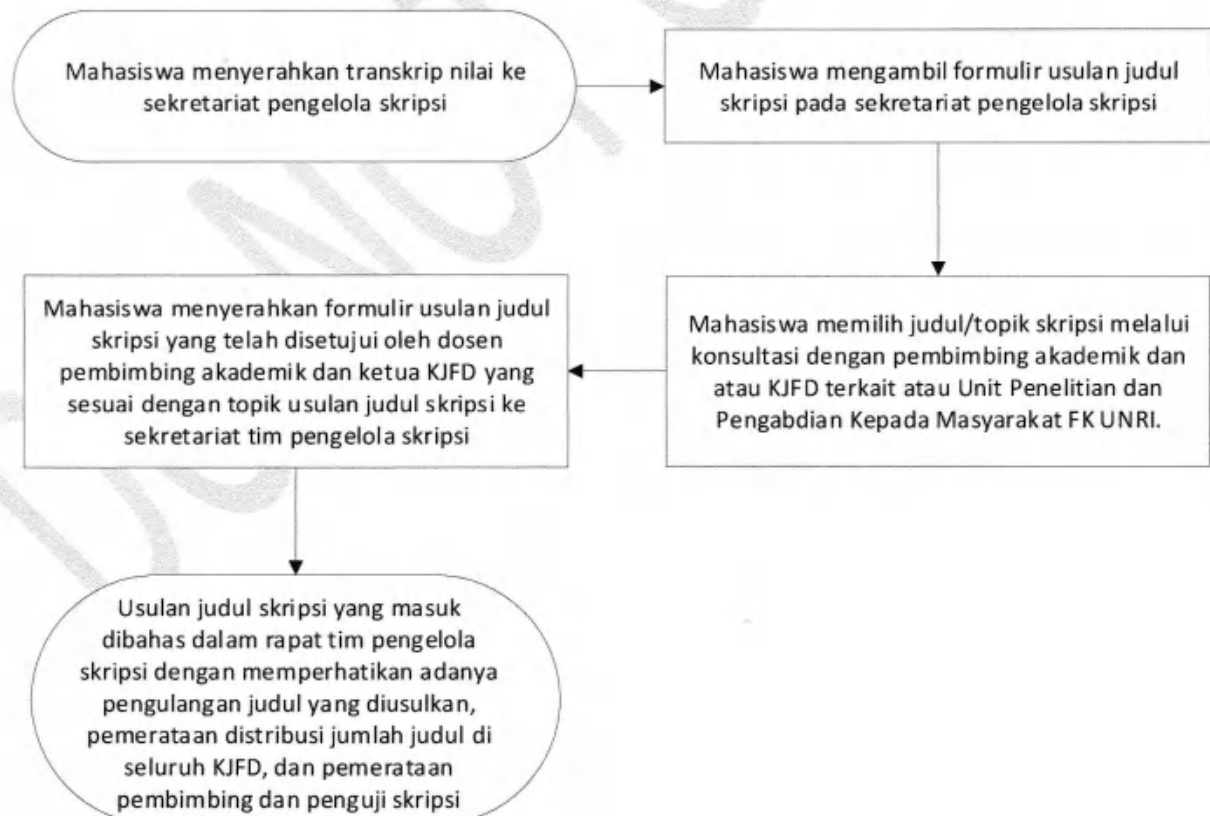 Mahasiswa menyerahkan transkrip nilai ke
sekretariat pengelola skripsi
Mahasiswa mengambil formulir usulan judul
skripsi pada sekretariat pengelola skripsi
Mahasiswa memilih judul/topik skripsi melalui
konsultasi dengan pembimbing akademik dan
atau KJFD terkait atau Unit Penelitian dan
Pengabdian Kepada Masyarakat FK UNRI.
Mahasiswa menyerahkan formulir usulan judul
skripsi yang telah disetujui oleh dosen
pembimbing akademik dan ketua KJFD yang
sesuai dengan topik usulan judul skripsi ke
sekretariat tim pengelola skripsi
Usulan judul skripsi yang masuk
dibahas dalam rapat tim pengelola
skripsi dengan memperhatikan adanya
pengulangan judul yang diusulkan,
pemerataan distribusi jumlah judul di
seluruh KJFD, dan pemerataan
pembimbing dan penguji skripsi